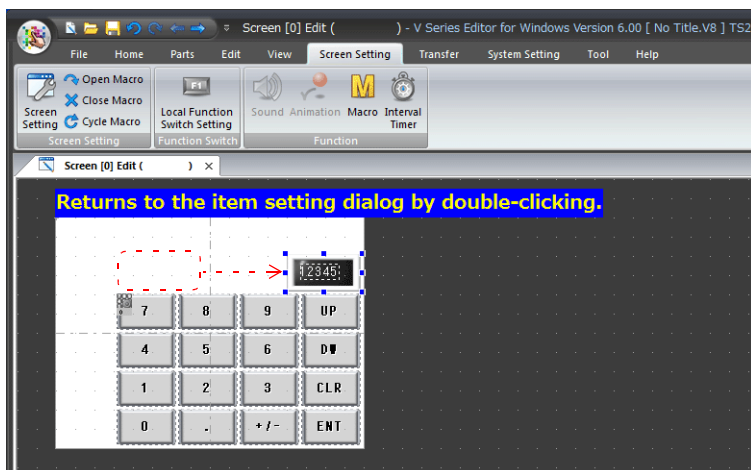 Screen [0] Edit ( ) - V Series Editor for Windows Version 6.00 [ No Title.V8 ] TS2
File Home Parts Edit View Screen Setting Transfer System Setting Tool Help
Open Macro
Close Macro
Cycle Macro
Screen Setting
F1
Local Function Switch Setting
Sound Animation Macro Interval Timer
Screen Setting Function Switch Function
Screen [0] Edit ( ) ×
Returns to the item setting dialog by double-clicking.
12345
7 8 9 UP
4 5 6 DW
1 2 3 CLR
0 . +/- ENT